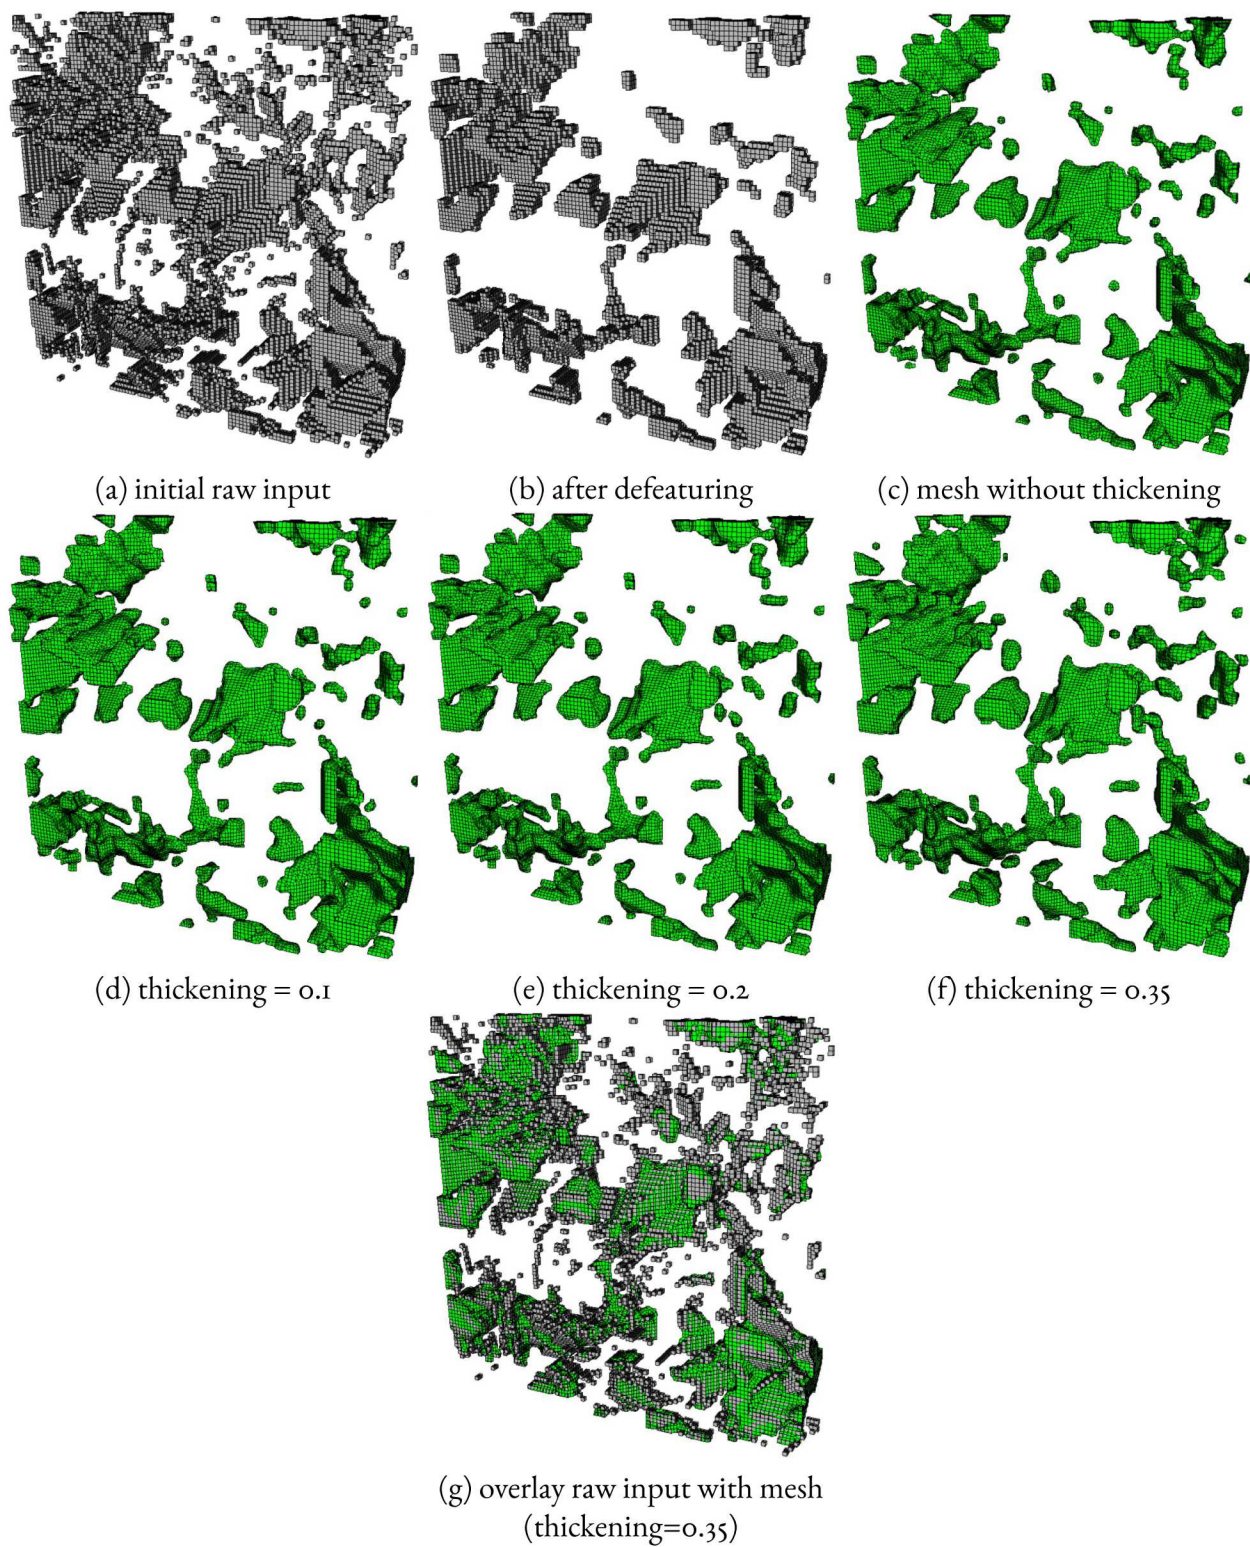 (a) initial raw input
(b) after defeaturing
(c) mesh without thickening
(d) thickening = 0.1
(e) thickening = 0.2
(f) thickening = 0.35
(g) overlay raw input with mesh
(thickening=0.35)